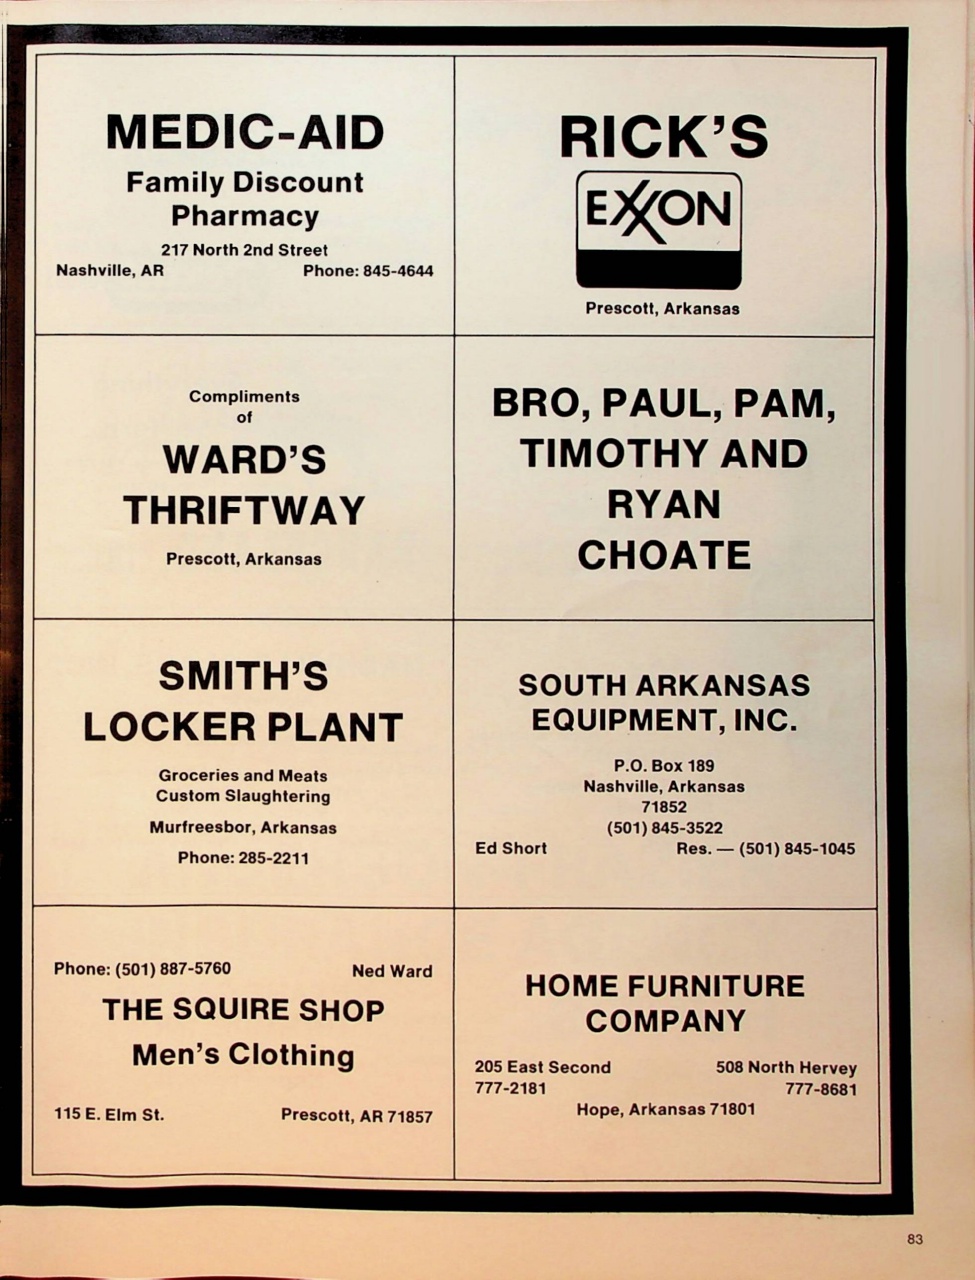 MEDIC-AID
Family Discount
Pharmacy
217 North 2nd Street
Nashville, AR Phone: 845-4644
RICK'S
EXXON
Prescott, Arkansas
Compliments
of
WARD'S
THRIFTWAY
Prescott, Arkansas
BRO, PAUL, PAM,
TIMOTHY AND
RYAN
CHOATE
SMITH'S
LOCKER PLANT
Groceries and Meats
Custom Slaughtering
Murfreesbor, Arkansas
Phone: 285-2211
SOUTH ARKANSAS
EQUIPMENT, INC.
P.O. Box 189
Nashville, Arkansas
71852
(501) 845-3522
Ed Short Res. — (501) 845-1045
Phone: (501) 887-5760 Ned Ward
THE SQUIRE SHOP
Men's Clothing
115 E. Elm St. Prescott, AR 71857
HOME FURNITURE
COMPANY
205 East Second 508 North Hervey
777-2181 777-8681
Hope, Arkansas 71801
83